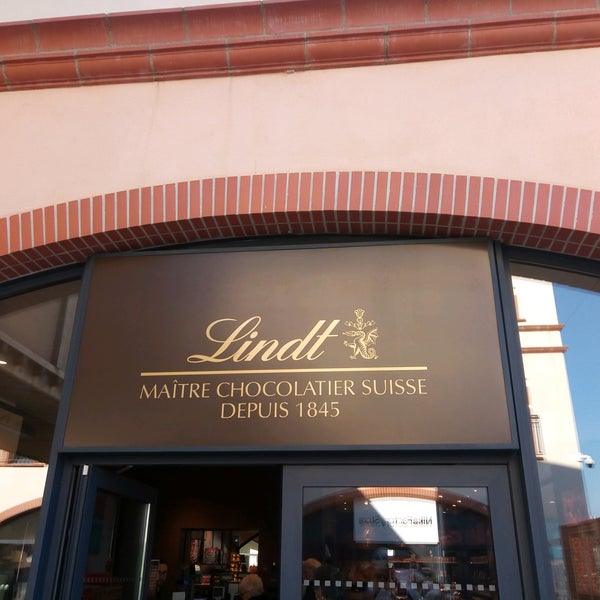 Lindt
MAÎTRE CHOCOLATIER SUISSE
DEPUIS 1845